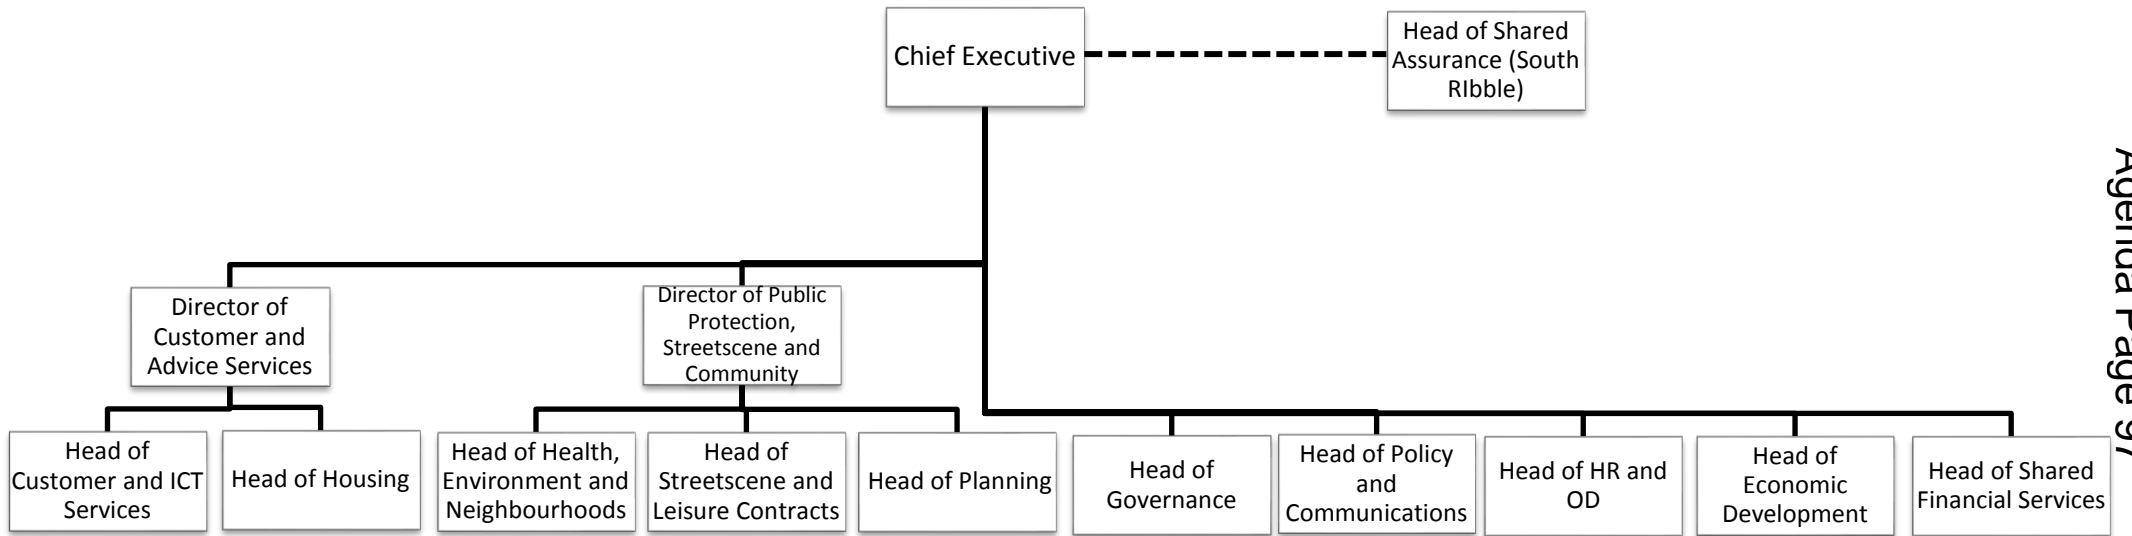 Chief Executive
Head of Shared
Assurance (South
RIbble)
Director of
Customer and
Advice Services
Director of Public
Protection,
Streetscene and
Community
Head of
Customer and ICT
Services
Head of Housing
Head of Health,
Environment and
Neighbourhoods
Head of
Streetscene and
Leisure Contracts
Head of Planning
Head of
Governance
Head of Policy
and
Communications
Head of HR and
OD
Head of
Economic
Development
Head of Shared
Financial Services
Agenda Page 97